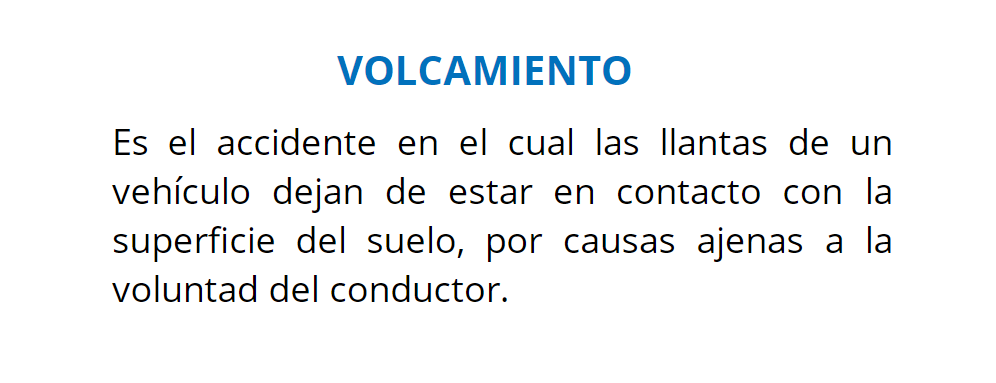 VOLCAMIENTO
Es el accidente en el cual las llantas de un
vehículo dejan de estar en contacto con la
superficie del suelo, por causas ajenas a la
voluntad del conductor.